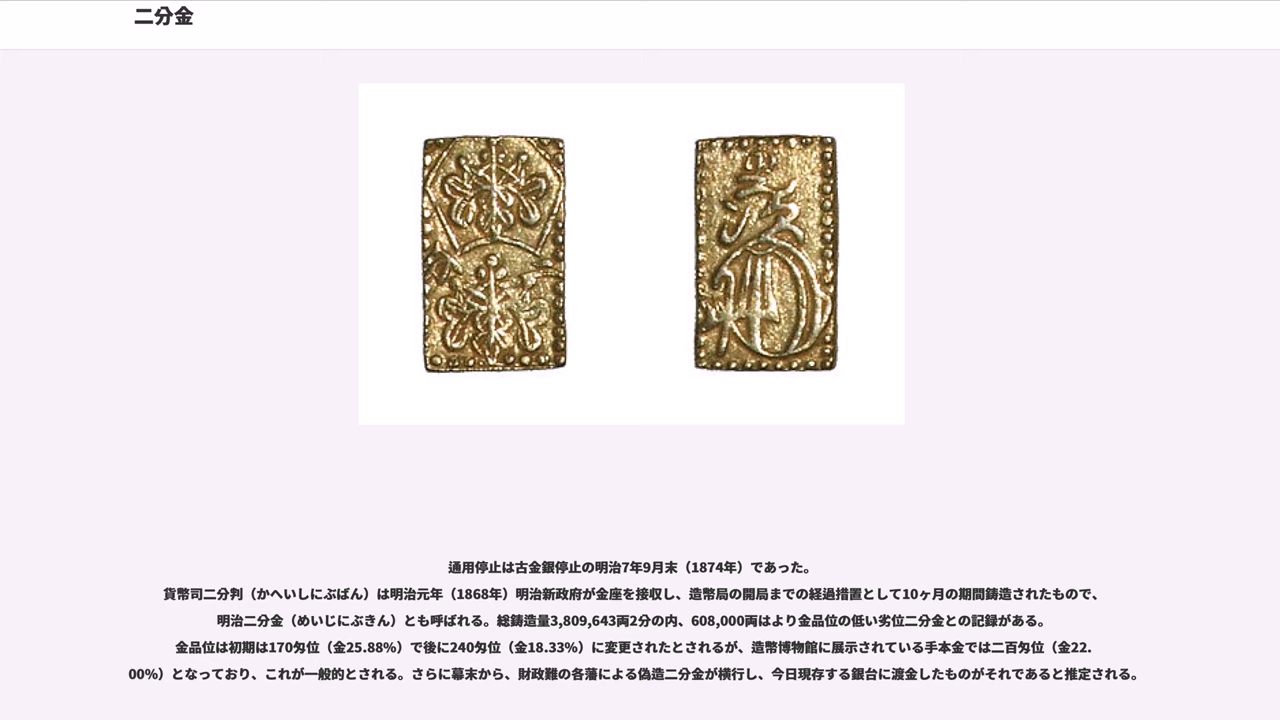 二分金
通用停止は古金銀停止の明治7年9月末（1874年）であった。
貨幣司二分判（かへいしにぶばん）は明治元年（1868年）明治新政府が金座を接収し、造幣局の開局までの経過措置として10ヶ月の期間鋳造されたもので、
明治二分金（めいじにぶきん）とも呼ばれる。総鋳造量3,809,643両2分の内、608,000両はより金品位の低い劣位二分金との記録がある。
金品位は初期は170匁位（金25.88%）で後に240匁位（金18.33%）に変更されたとされるが、造幣博物館に展示されている手本金では二百匁位（金22.
00%）となっており、これが一般的とされる。さらに幕末から、財政難の各藩による偽造二分金が横行し、今日現存する銀台に渡金したものがそれであると推定される。